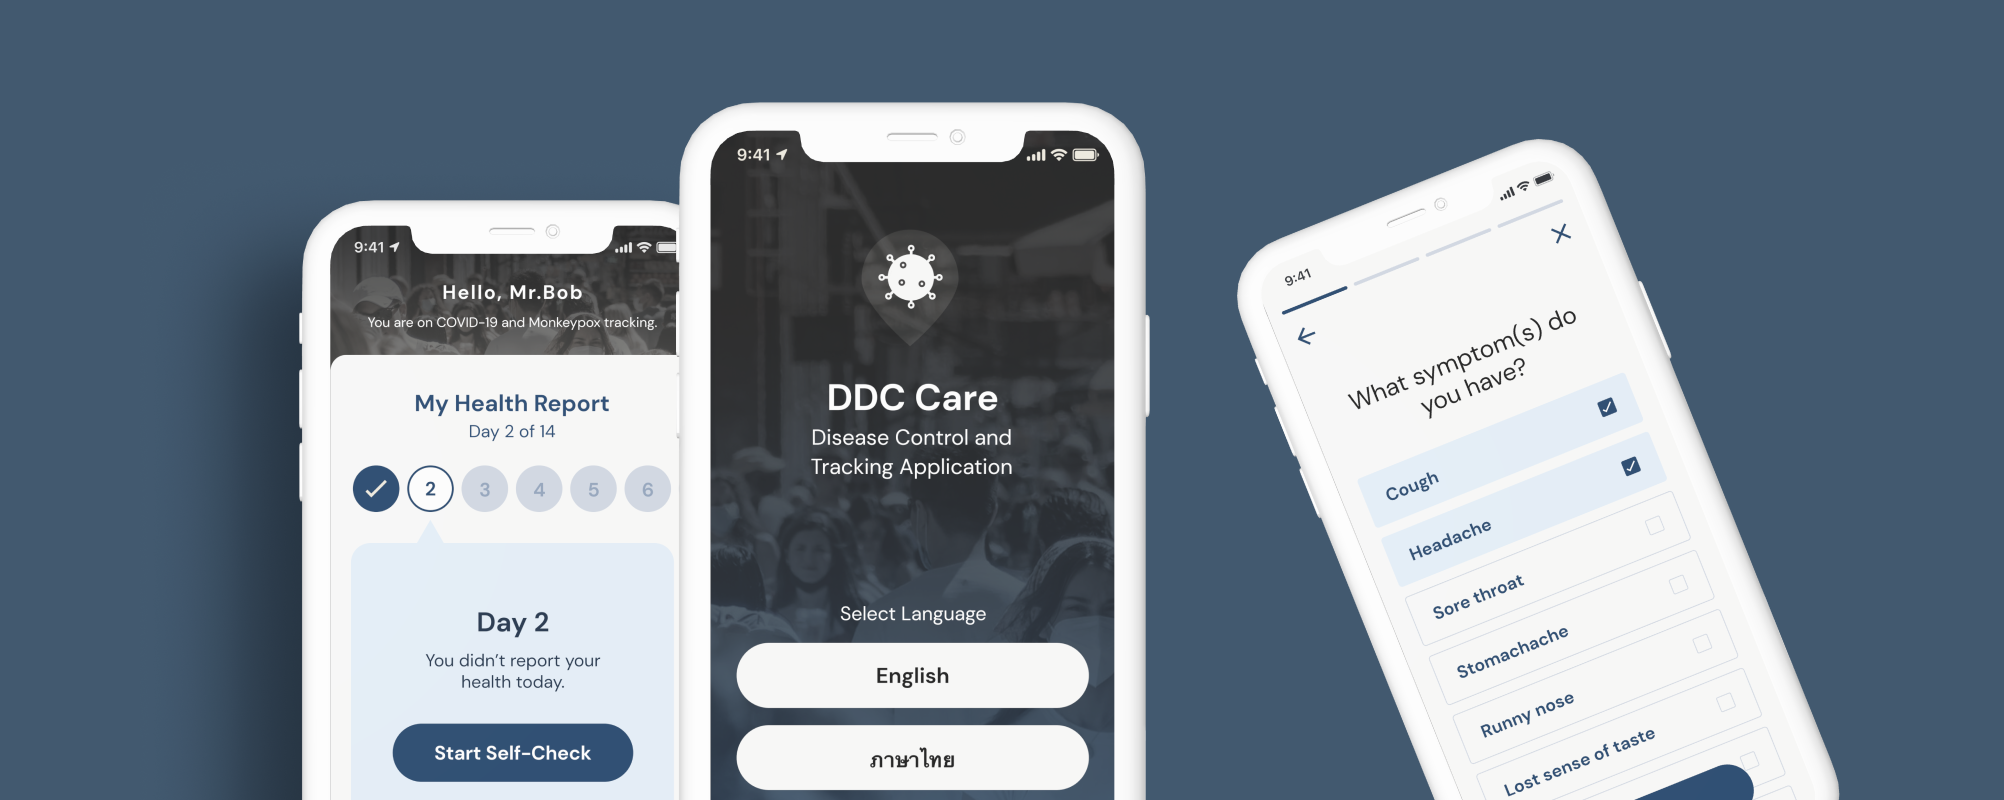 9:41
Hello, Mr.Bob
You are on COVID-19 and Monkeypox tracking.
My Health Report
Day 2 of 14
2 3 4 5 6
Day 2
You didn't report your
health today.
Start Self-Check
9:41
DDC Care
Disease Control and
Tracking Application
Select Language
English
ภาษาไทย
9:41
What symptom(s) do
you have?
Cough
Headache
Sore throat
Stomachache
Runny nose
Lost sense of taste